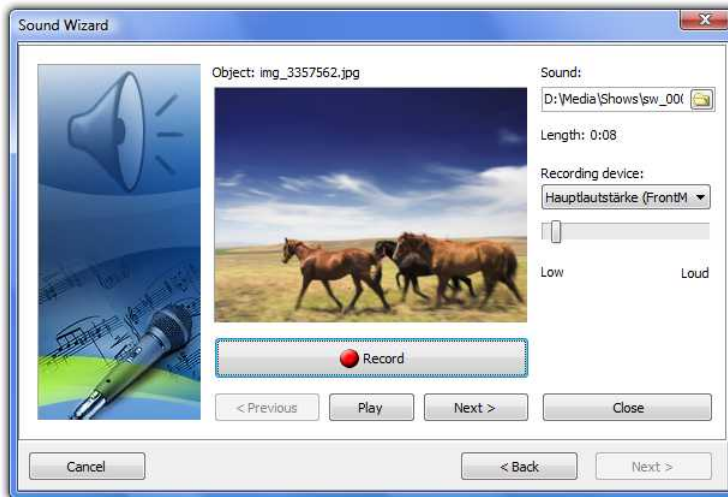 Sound Wizard
Object: img_3357562.jpg
Sound:
D:\Media\Shows\sw_00(
Length: 0:08
Recording device:
Hauptlautstärke (FrontM
Low Loud
Record
< Previous Play Next > Close
Cancel < Back Next >